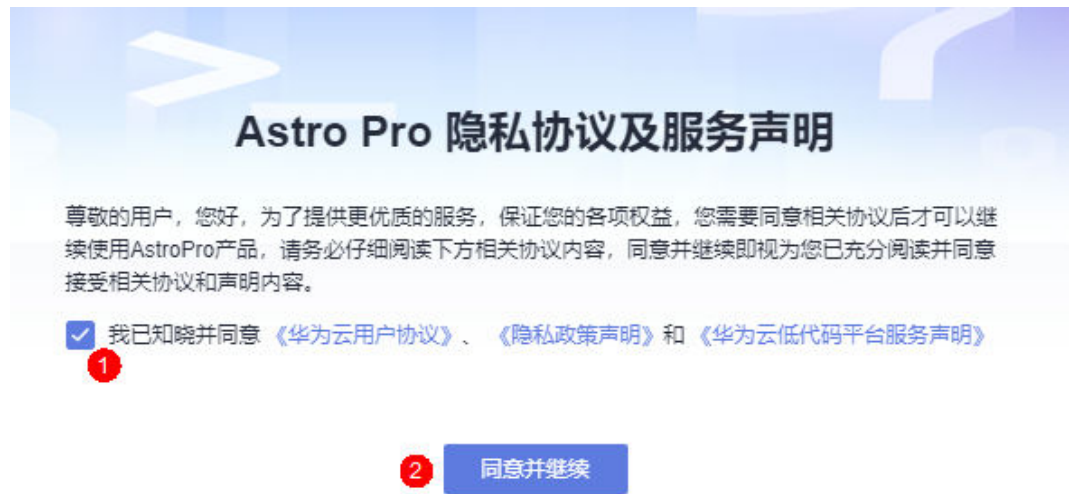 Astro Pro 隐私协议及服务声明
尊敬的用户，您好，为了提供更优质的服务，保证您的各项权益，您需要同意相关协议后才可以继
续使用AstroPro产品，请务必仔细阅读下方相关协议内容，同意并继续即视为您已充分阅读并同意
接受相关协议和声明内容。
我已知晓并同意《华为云用户协议》、《隐私政策声明》和《华为云低代码平台服务声明》
1
2 同意并继续